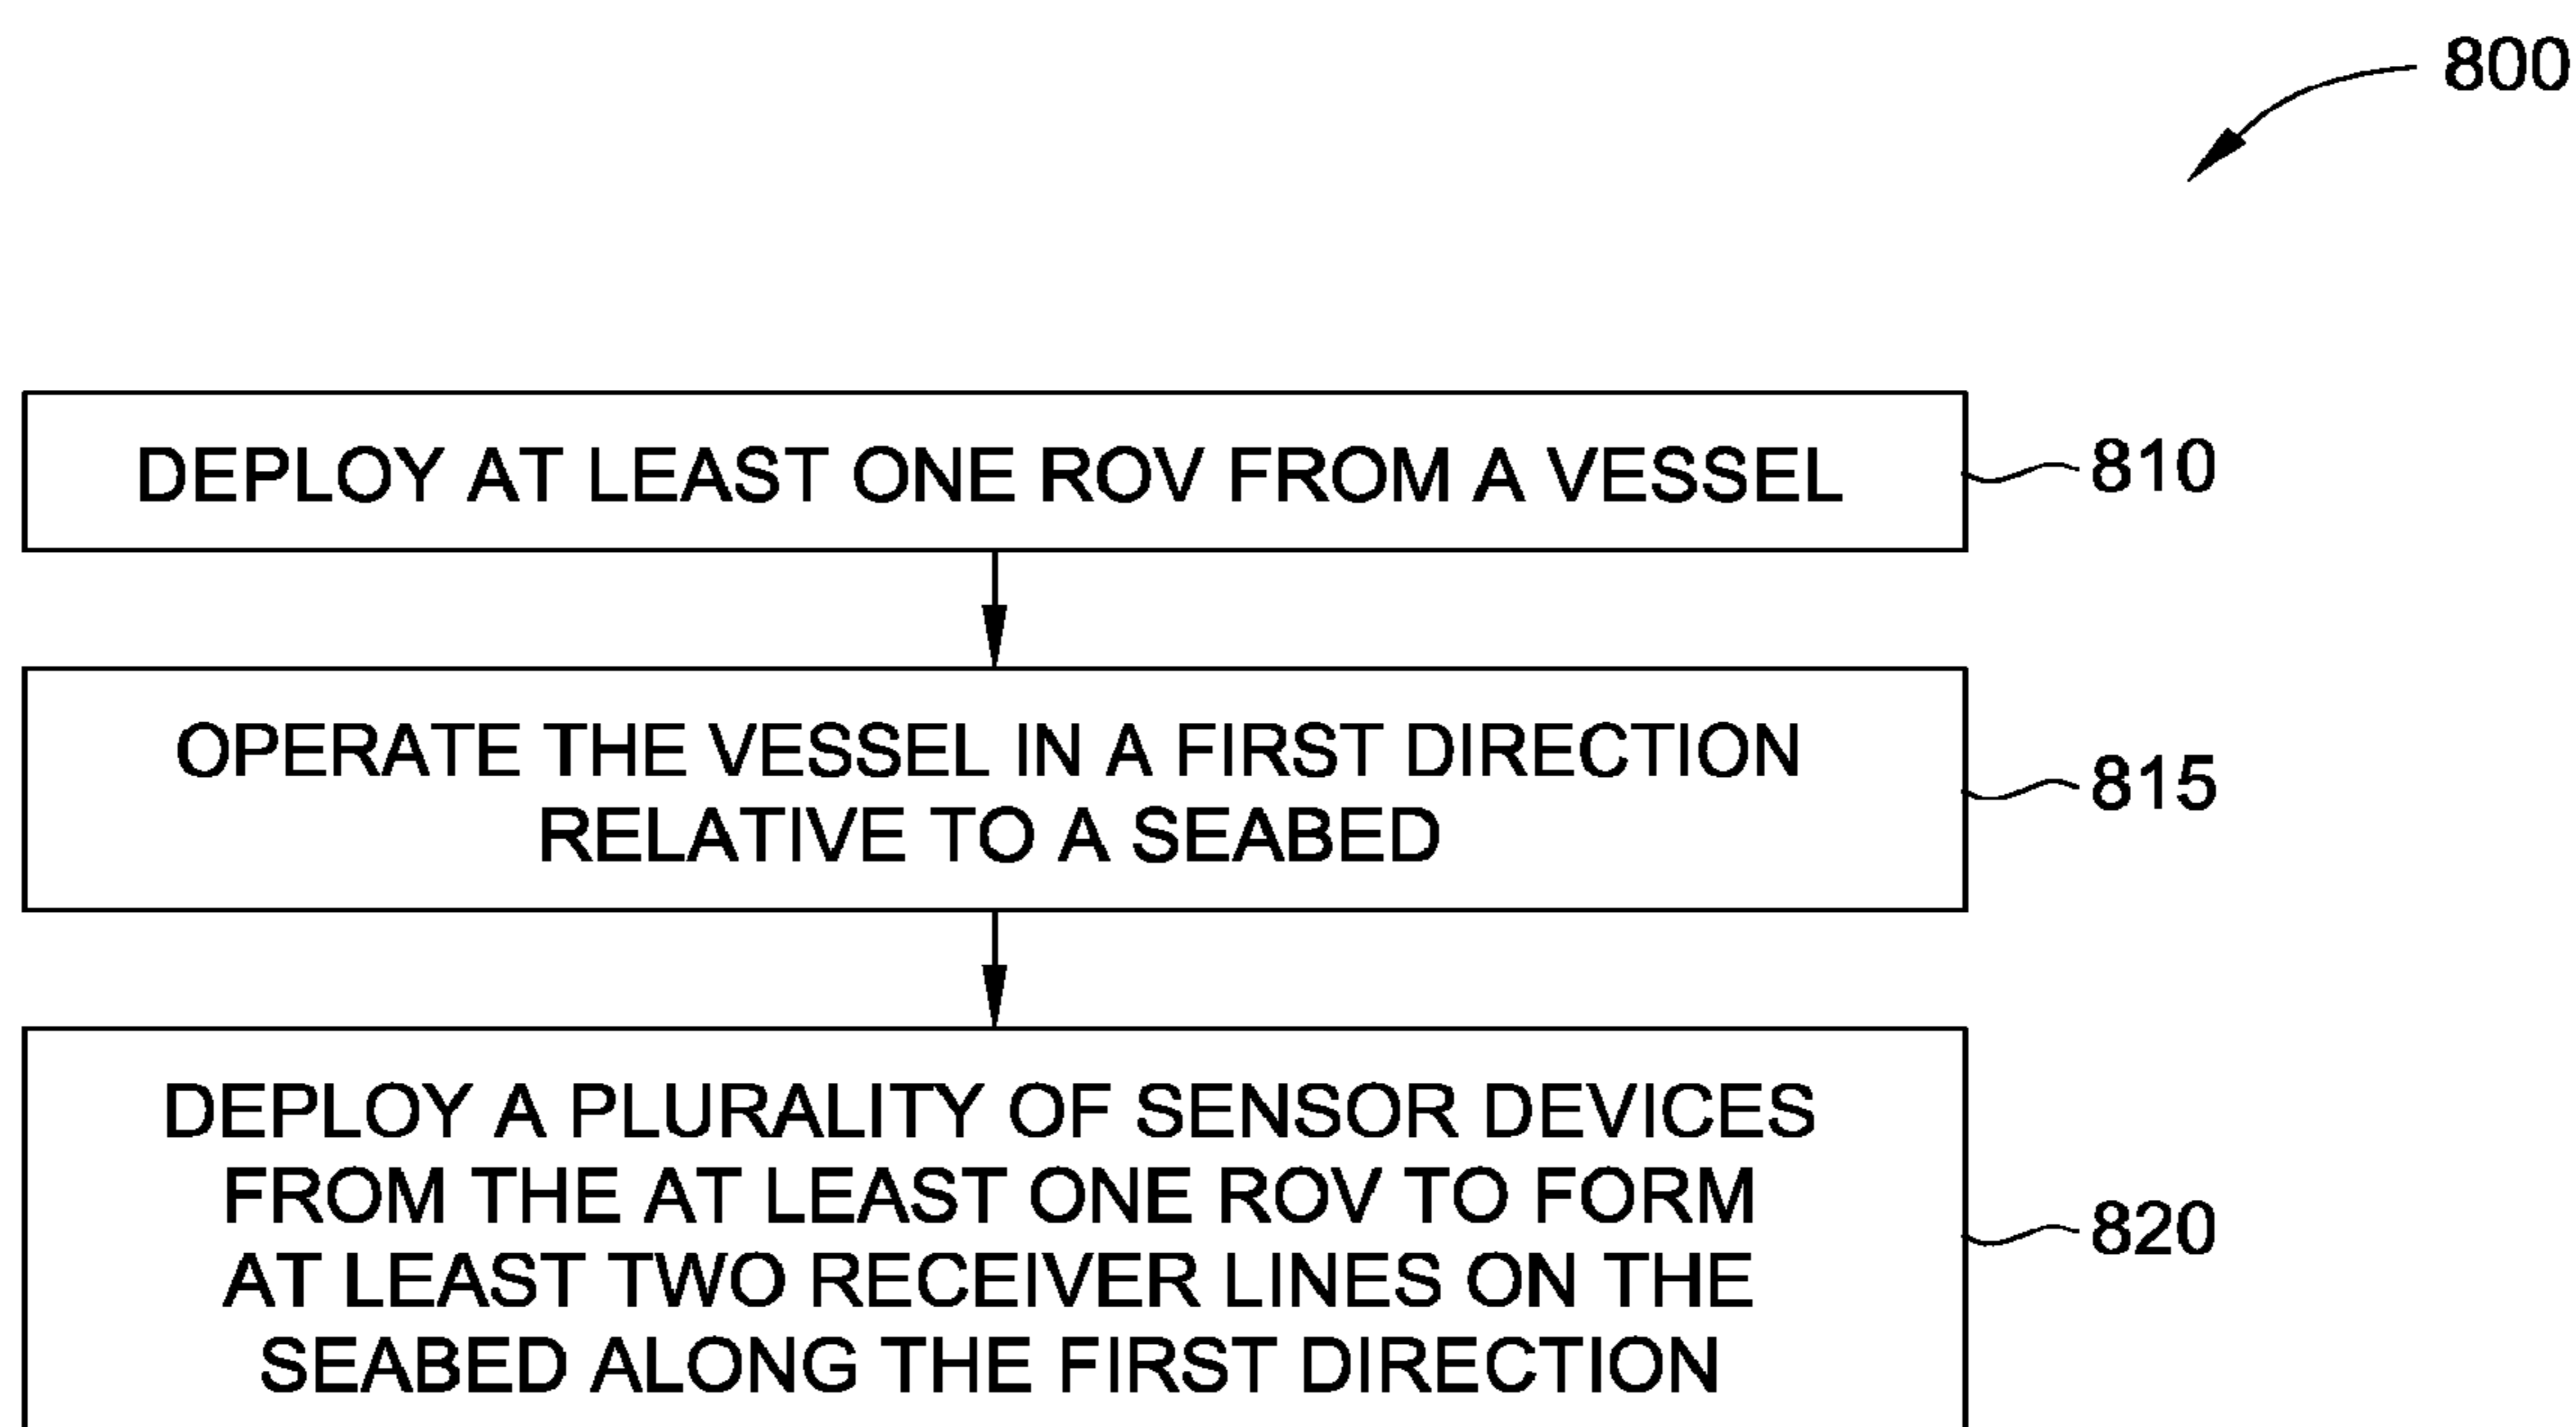 800
DEPLOY AT LEAST ONE ROV FROM A VESSEL
810
OPERATE THE VESSEL IN A FIRST DIRECTION
RELATIVE TO A SEABED
815
DEPLOY A PLURALITY OF SENSOR DEVICES
FROM THE AT LEAST ONE ROV TO FORM
AT LEAST TWO RECEIVER LINES ON THE
SEABED ALONG THE FIRST DIRECTION
820